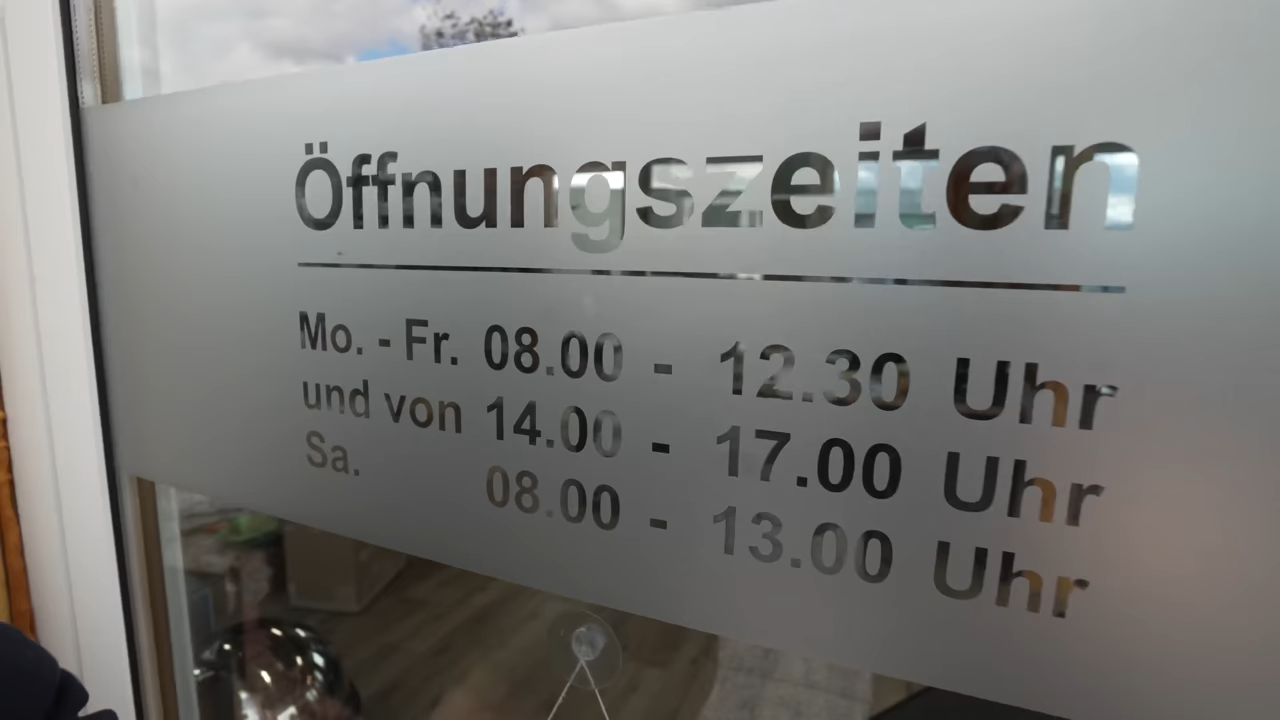 Öffnungszeiten
Mo. - Fr. 08.00 - 12.30 Uhr
und von 14.00 - 17.00 Uhr
Sa. 08.00 - 13.00 Uhr